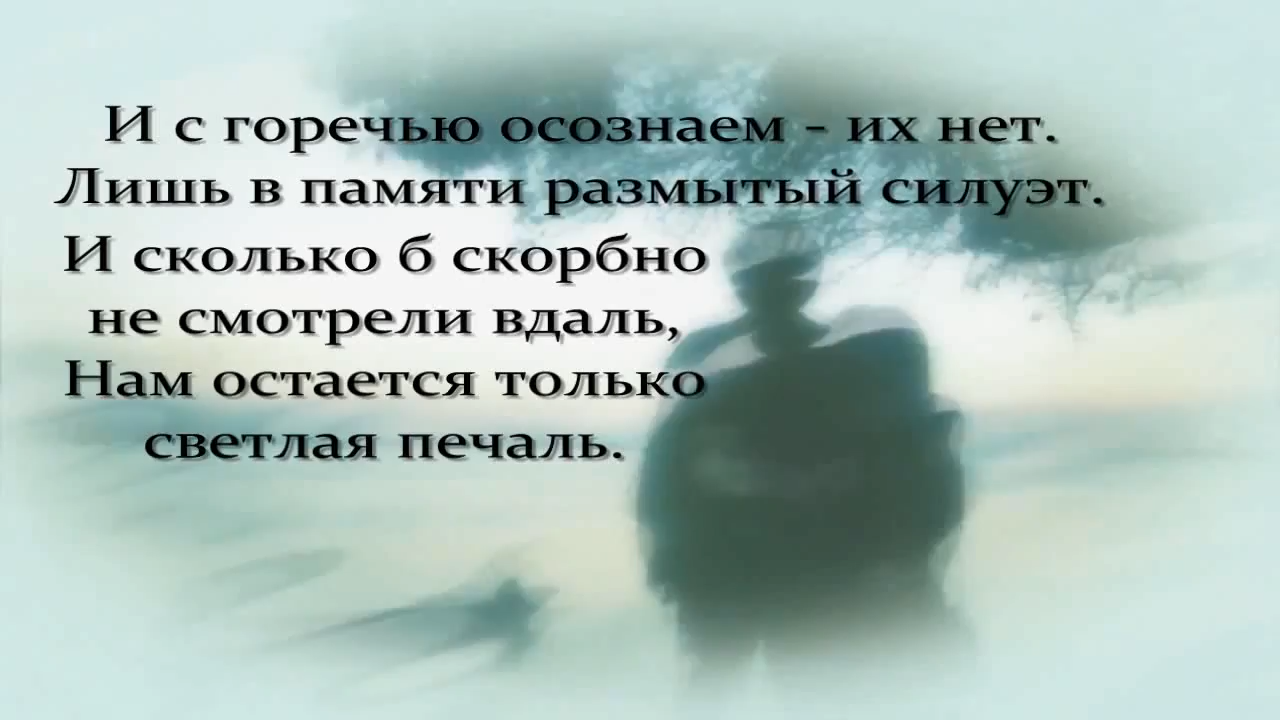 И с горечью осознаем - их нет.
Лишь в памяти размытый силуэт.
И сколько б скорбно
не смотрели вдаль,
Нам остается только
светлая печаль.